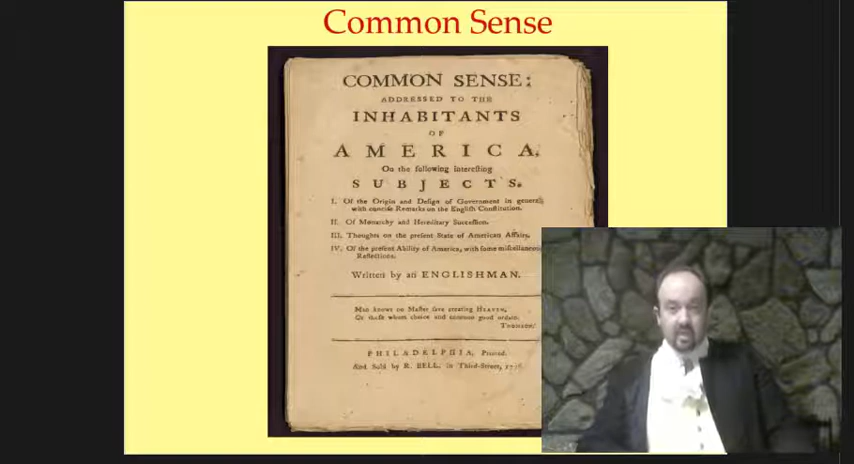 Common Sense
COMMON SENSE:
ADDRESSED TO THE
INHABITANTS
OF
AMERICA.
On the following interesting
SUBJECTS.
I. Of the Origin and Design of Government in general,
with concise Remarks on the English Constitution.
II. Of Monarchy and Hereditary Succession.
III. Thoughts on the present State of American Affairs.
IV. Of the present Ability of America, with some miscellaneous
Reflections.
Written by an ENGLISHMAN.
Man knows no Master save creating HEAVEN,
Or those whom choice and common good ordain.
THOMSON.
PHILADELPHIA, Printed.
And Sold by R. BELL, in Third-Street, 1776.